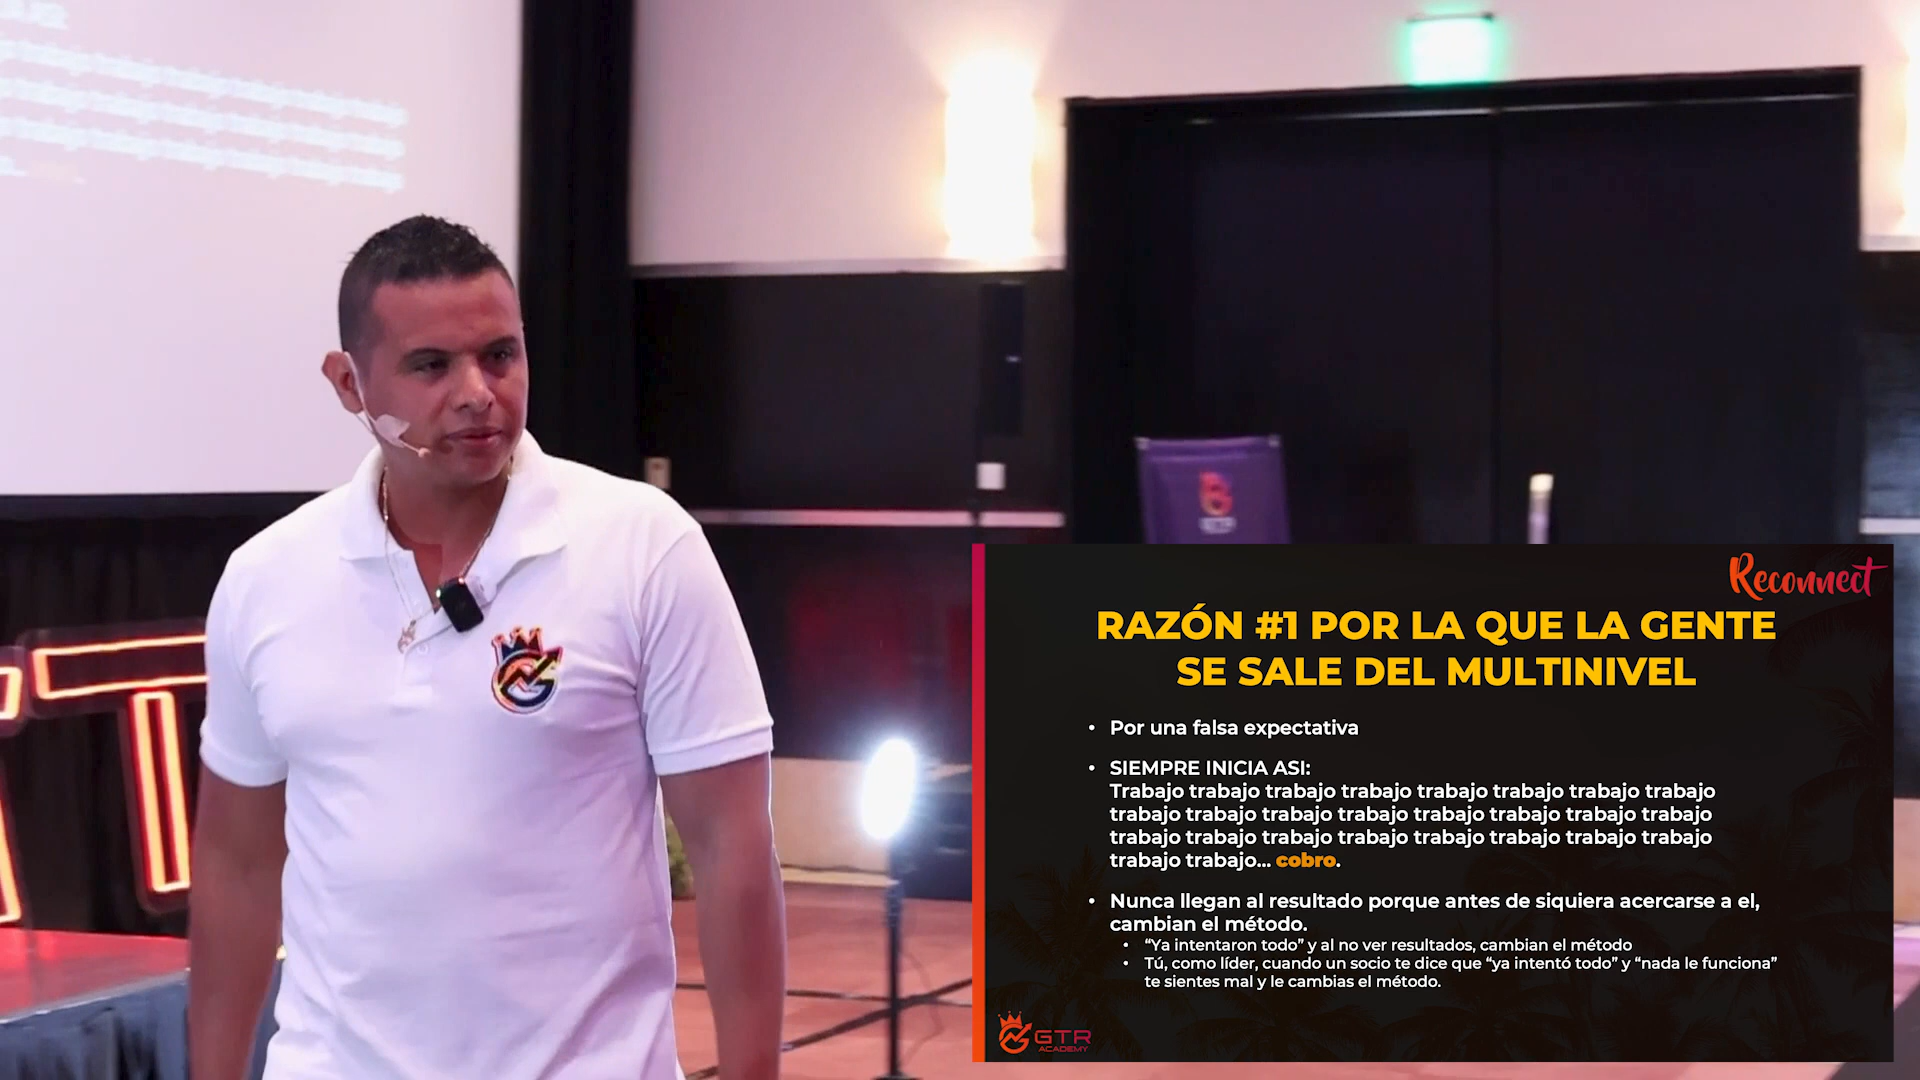 GTR
Reconnect
RAZÓN #1 POR LA QUE LA GENTE
SE SALE DEL MULTINIVEL
• Por una falsa expectativa
• SIEMPRE INICIA ASI:
Trabajo trabajo trabajo trabajo trabajo trabajo trabajo trabajo
trabajo trabajo trabajo trabajo trabajo trabajo trabajo trabajo
trabajo trabajo trabajo trabajo trabajo trabajo trabajo trabajo
trabajo trabajo... cobro.
• Nunca llegan al resultado porque antes de siquiera acercarse a el,
cambian el método.
• “Ya intentaron todo” y al no ver resultados, cambian el método
• Tú, como líder, cuando un socio te dice que “ya intentó todo” y “nada le funciona”
te sientes mal y le cambias el método.
GTR
ACADEMY